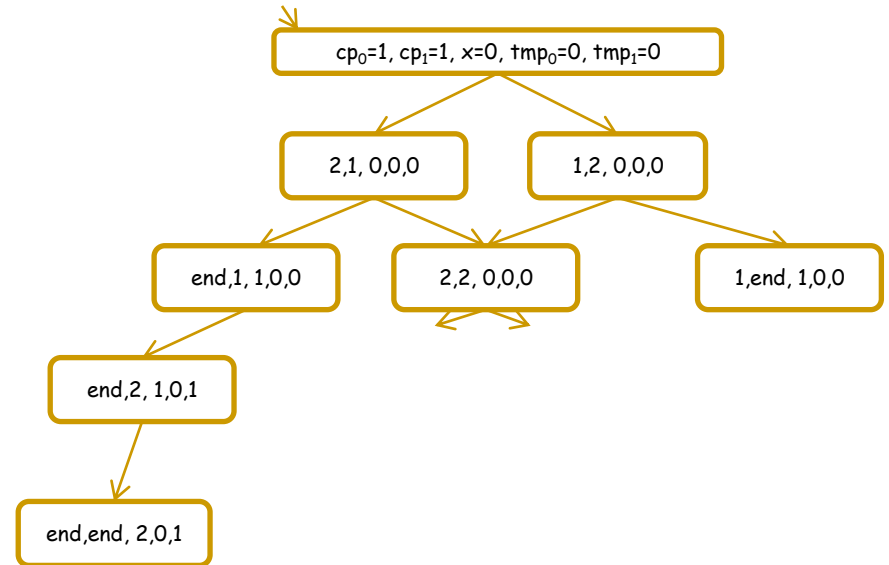 cp₀=1, cp₁=1, x=0, tmp₀=0, tmp₁=0
2,1, 0,0,0
1,2, 0,0,0
end,1, 1,0,0
2,2, 0,0,0
1,end, 1,0,0
end,2, 1,0,1
end,end, 2,0,1